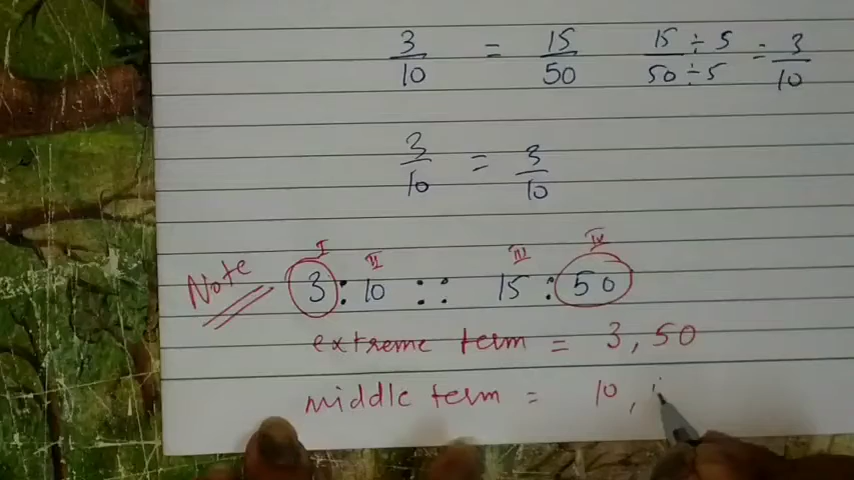 3/10 = 15/50 15÷5/50÷5 = 3/10
3/10 = 3/10
I II III IV
Note 3 : 10 :: 15 : 50
extreme term = 3, 50
middle term = 10,